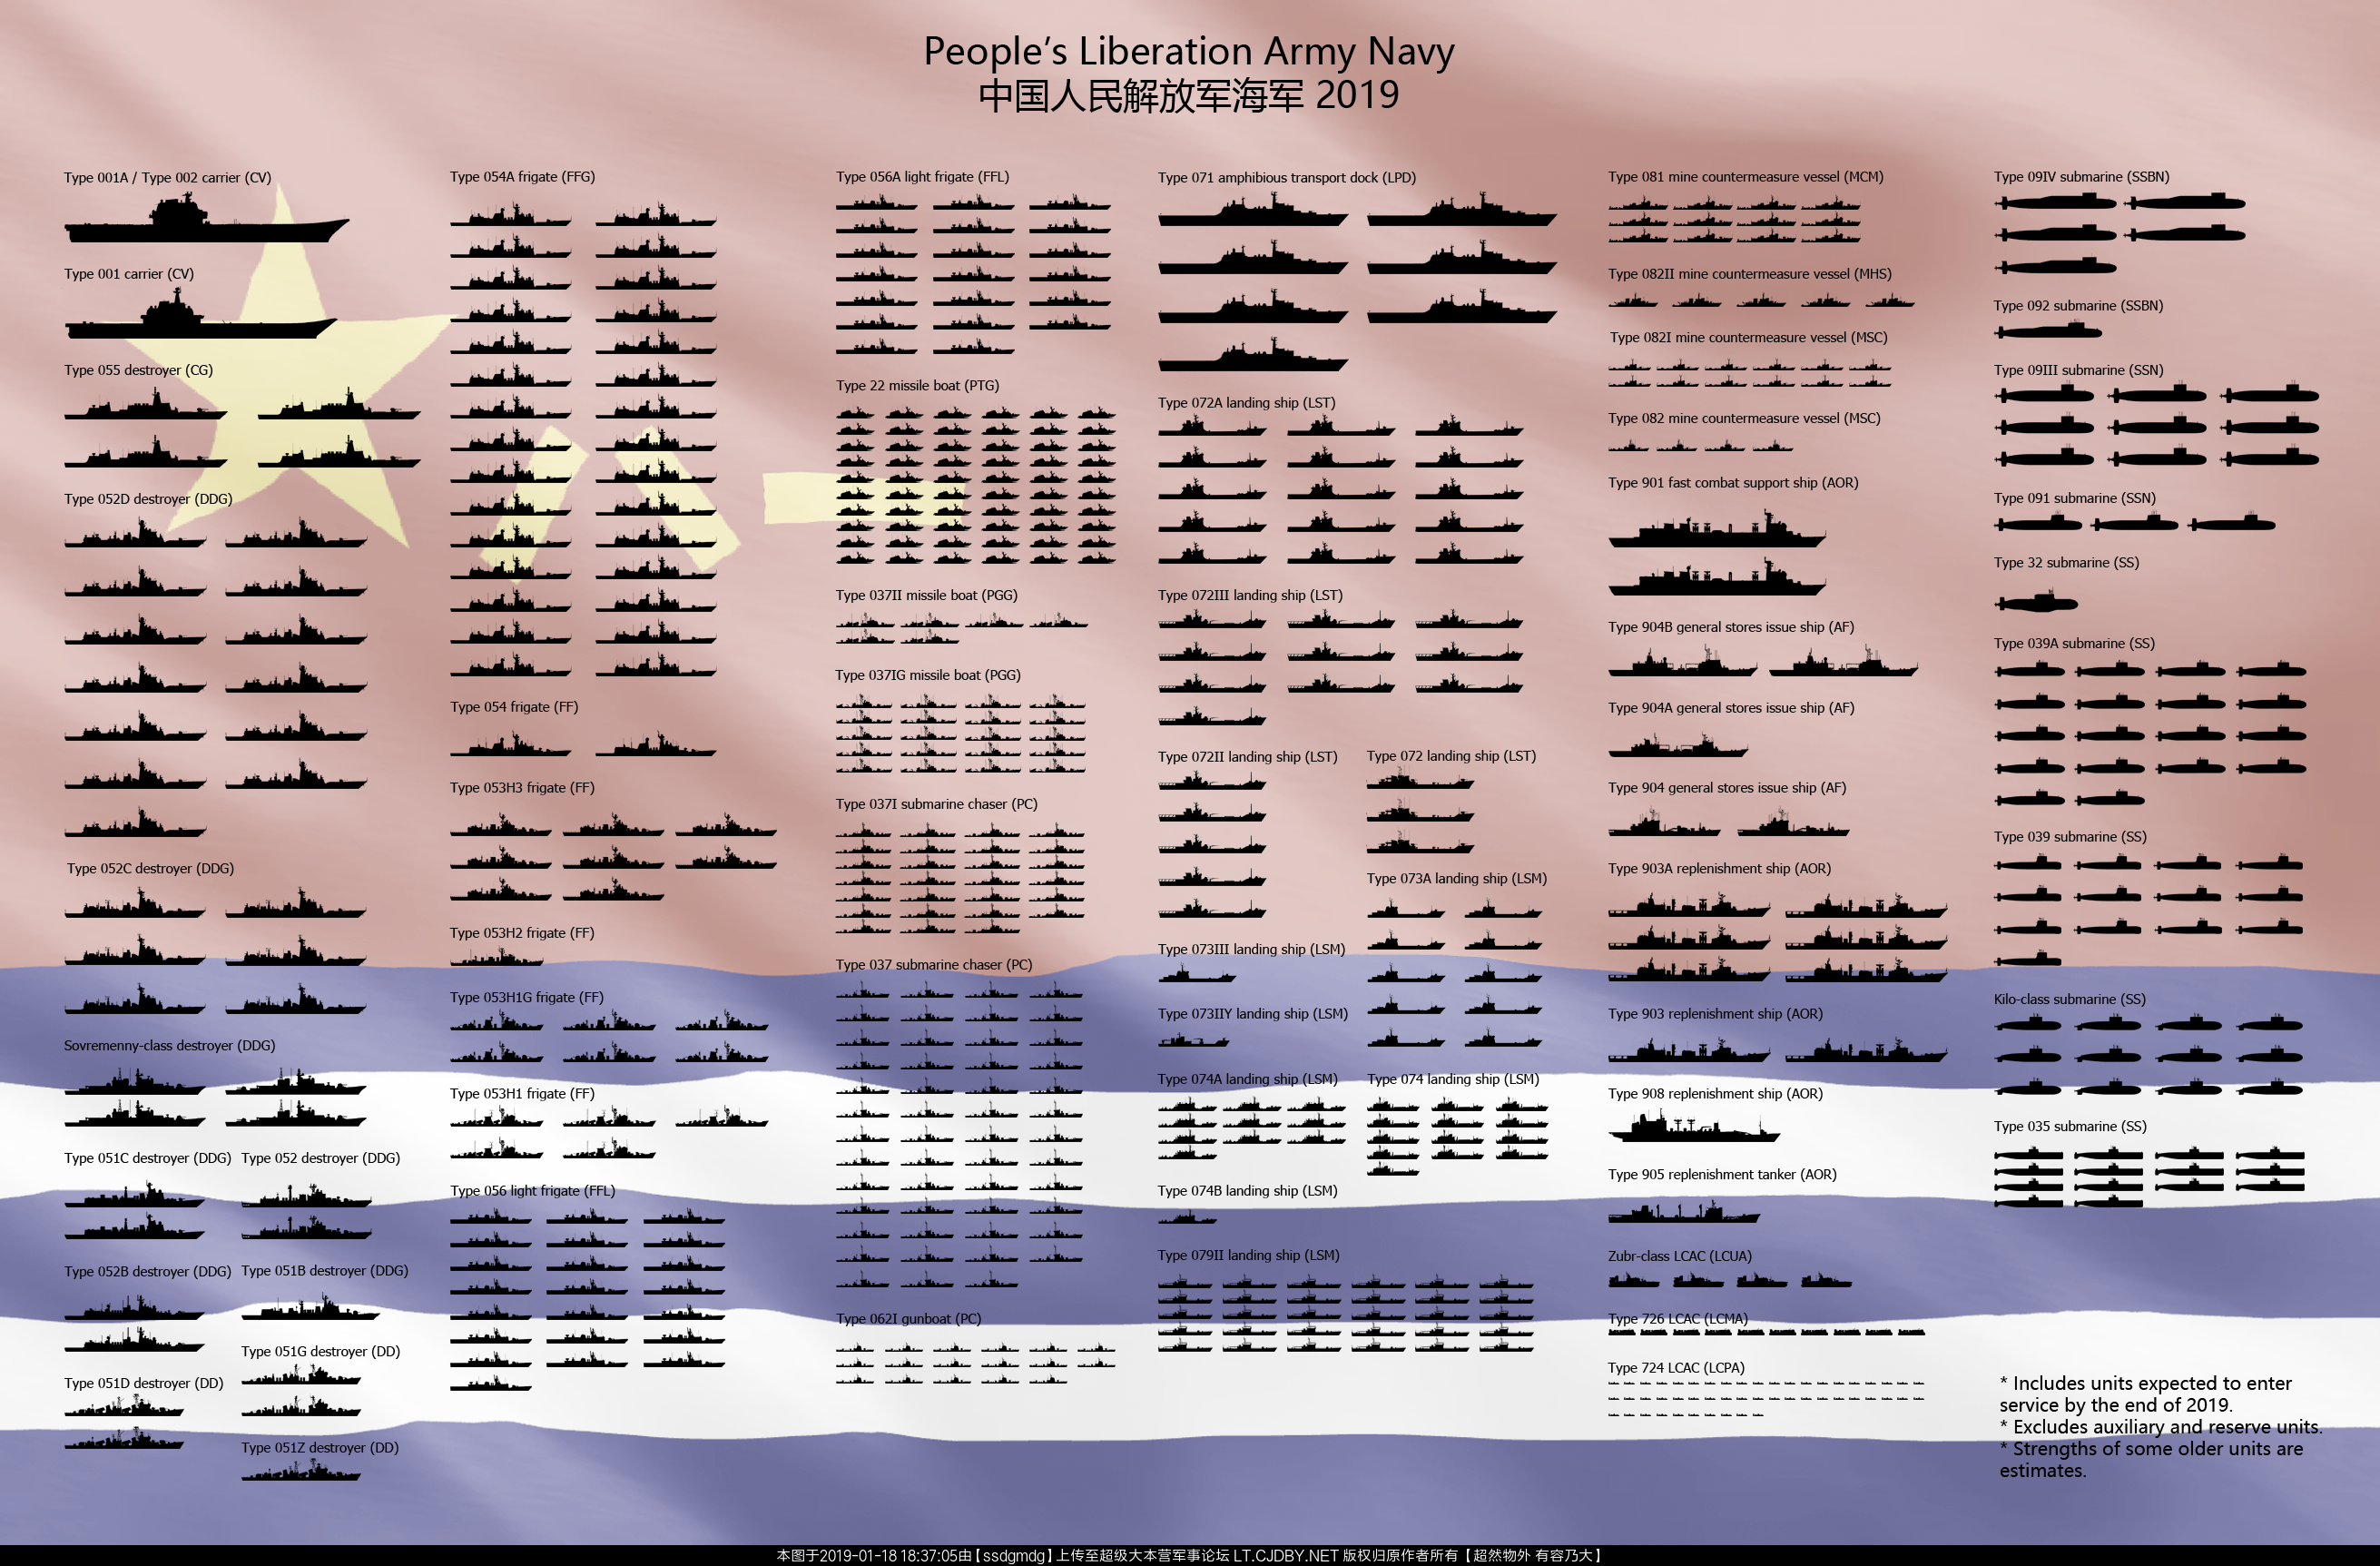 People's Liberation Army Navy
中国人民解放军海军 2019
Type 001A / Type 002 carrier (CV)
Type 001 carrier (CV)
Type 055 destroyer (CG)
Type 052D destroyer (DDG)
Type 052C destroyer (DDG)
Sovremenny-class destroyer (DDG)
Type 051C destroyer (DDG)
Type 052 destroyer (DDG)
Type 052B destroyer (DDG)
Type 051B destroyer (DDG)
Type 051G destroyer (DD)
Type 051D destroyer (DD)
Type 051Z destroyer (DD)
Type 054A frigate (FFG)
Type 054 frigate (FF)
Type 053H3 frigate (FF)
Type 053H2 frigate (FF)
Type 053H1G frigate (FF)
Type 053H1 frigate (FF)
Type 056 light frigate (FFL)
Type 056A light frigate (FFL)
Type 22 missile boat (PTG)
Type 037II missile boat (PGG)
Type 037IG missile boat (PGG)
Type 037I submarine chaser (PC)
Type 037 submarine chaser (PC)
Type 062I gunboat (PC)
Type 071 amphibious transport dock (LPD)
Type 072A landing ship (LST)
Type 072III landing ship (LST)
Type 072II landing ship (LST)
Type 072 landing ship (LST)
Type 073A landing ship (LSM)
Type 073III landing ship (LSM)
Type 073IIY landing ship (LSM)
Type 074A landing ship (LSM)
Type 074 landing ship (LSM)
Type 074B landing ship (LSM)
Type 079II landing ship (LSM)
Type 081 mine countermeasure vessel (MCM)
Type 082II mine countermeasure vessel (MHS)
Type 082I mine countermeasure vessel (MSC)
Type 082 mine countermeasure vessel (MSC)
Type 901 fast combat support ship (AOR)
Type 904B general stores issue ship (AF)
Type 904A general stores issue ship (AF)
Type 904 general stores issue ship (AF)
Type 903A replenishment ship (AOR)
Type 903 replenishment ship (AOR)
Type 908 replenishment ship (AOR)
Type 905 replenishment tanker (AOR)
Zubr-class LCAC (LCUA)
Type 726 LCAC (LCMA)
Type 724 LCAC (LCPA)
Type 09IV submarine (SSBN)
Type 092 submarine (SSBN)
Type 09III submarine (SSN)
Type 091 submarine (SSN)
Type 32 submarine (SS)
Type 039A submarine (SS)
Type 039 submarine (SS)
Kilo-class submarine (SS)
Type 035 submarine (SS)
* Includes units expected to enter
service by the end of 2019.
* Excludes auxiliary and reserve units.
* Strengths of some older units are
estimates.
本图于2019-01-18 18:37:05由【ssdgmdg】上传至超级大本营军事论坛 LT.CJDBY.NET 版权归原作者所有【超然物外 有容乃大】